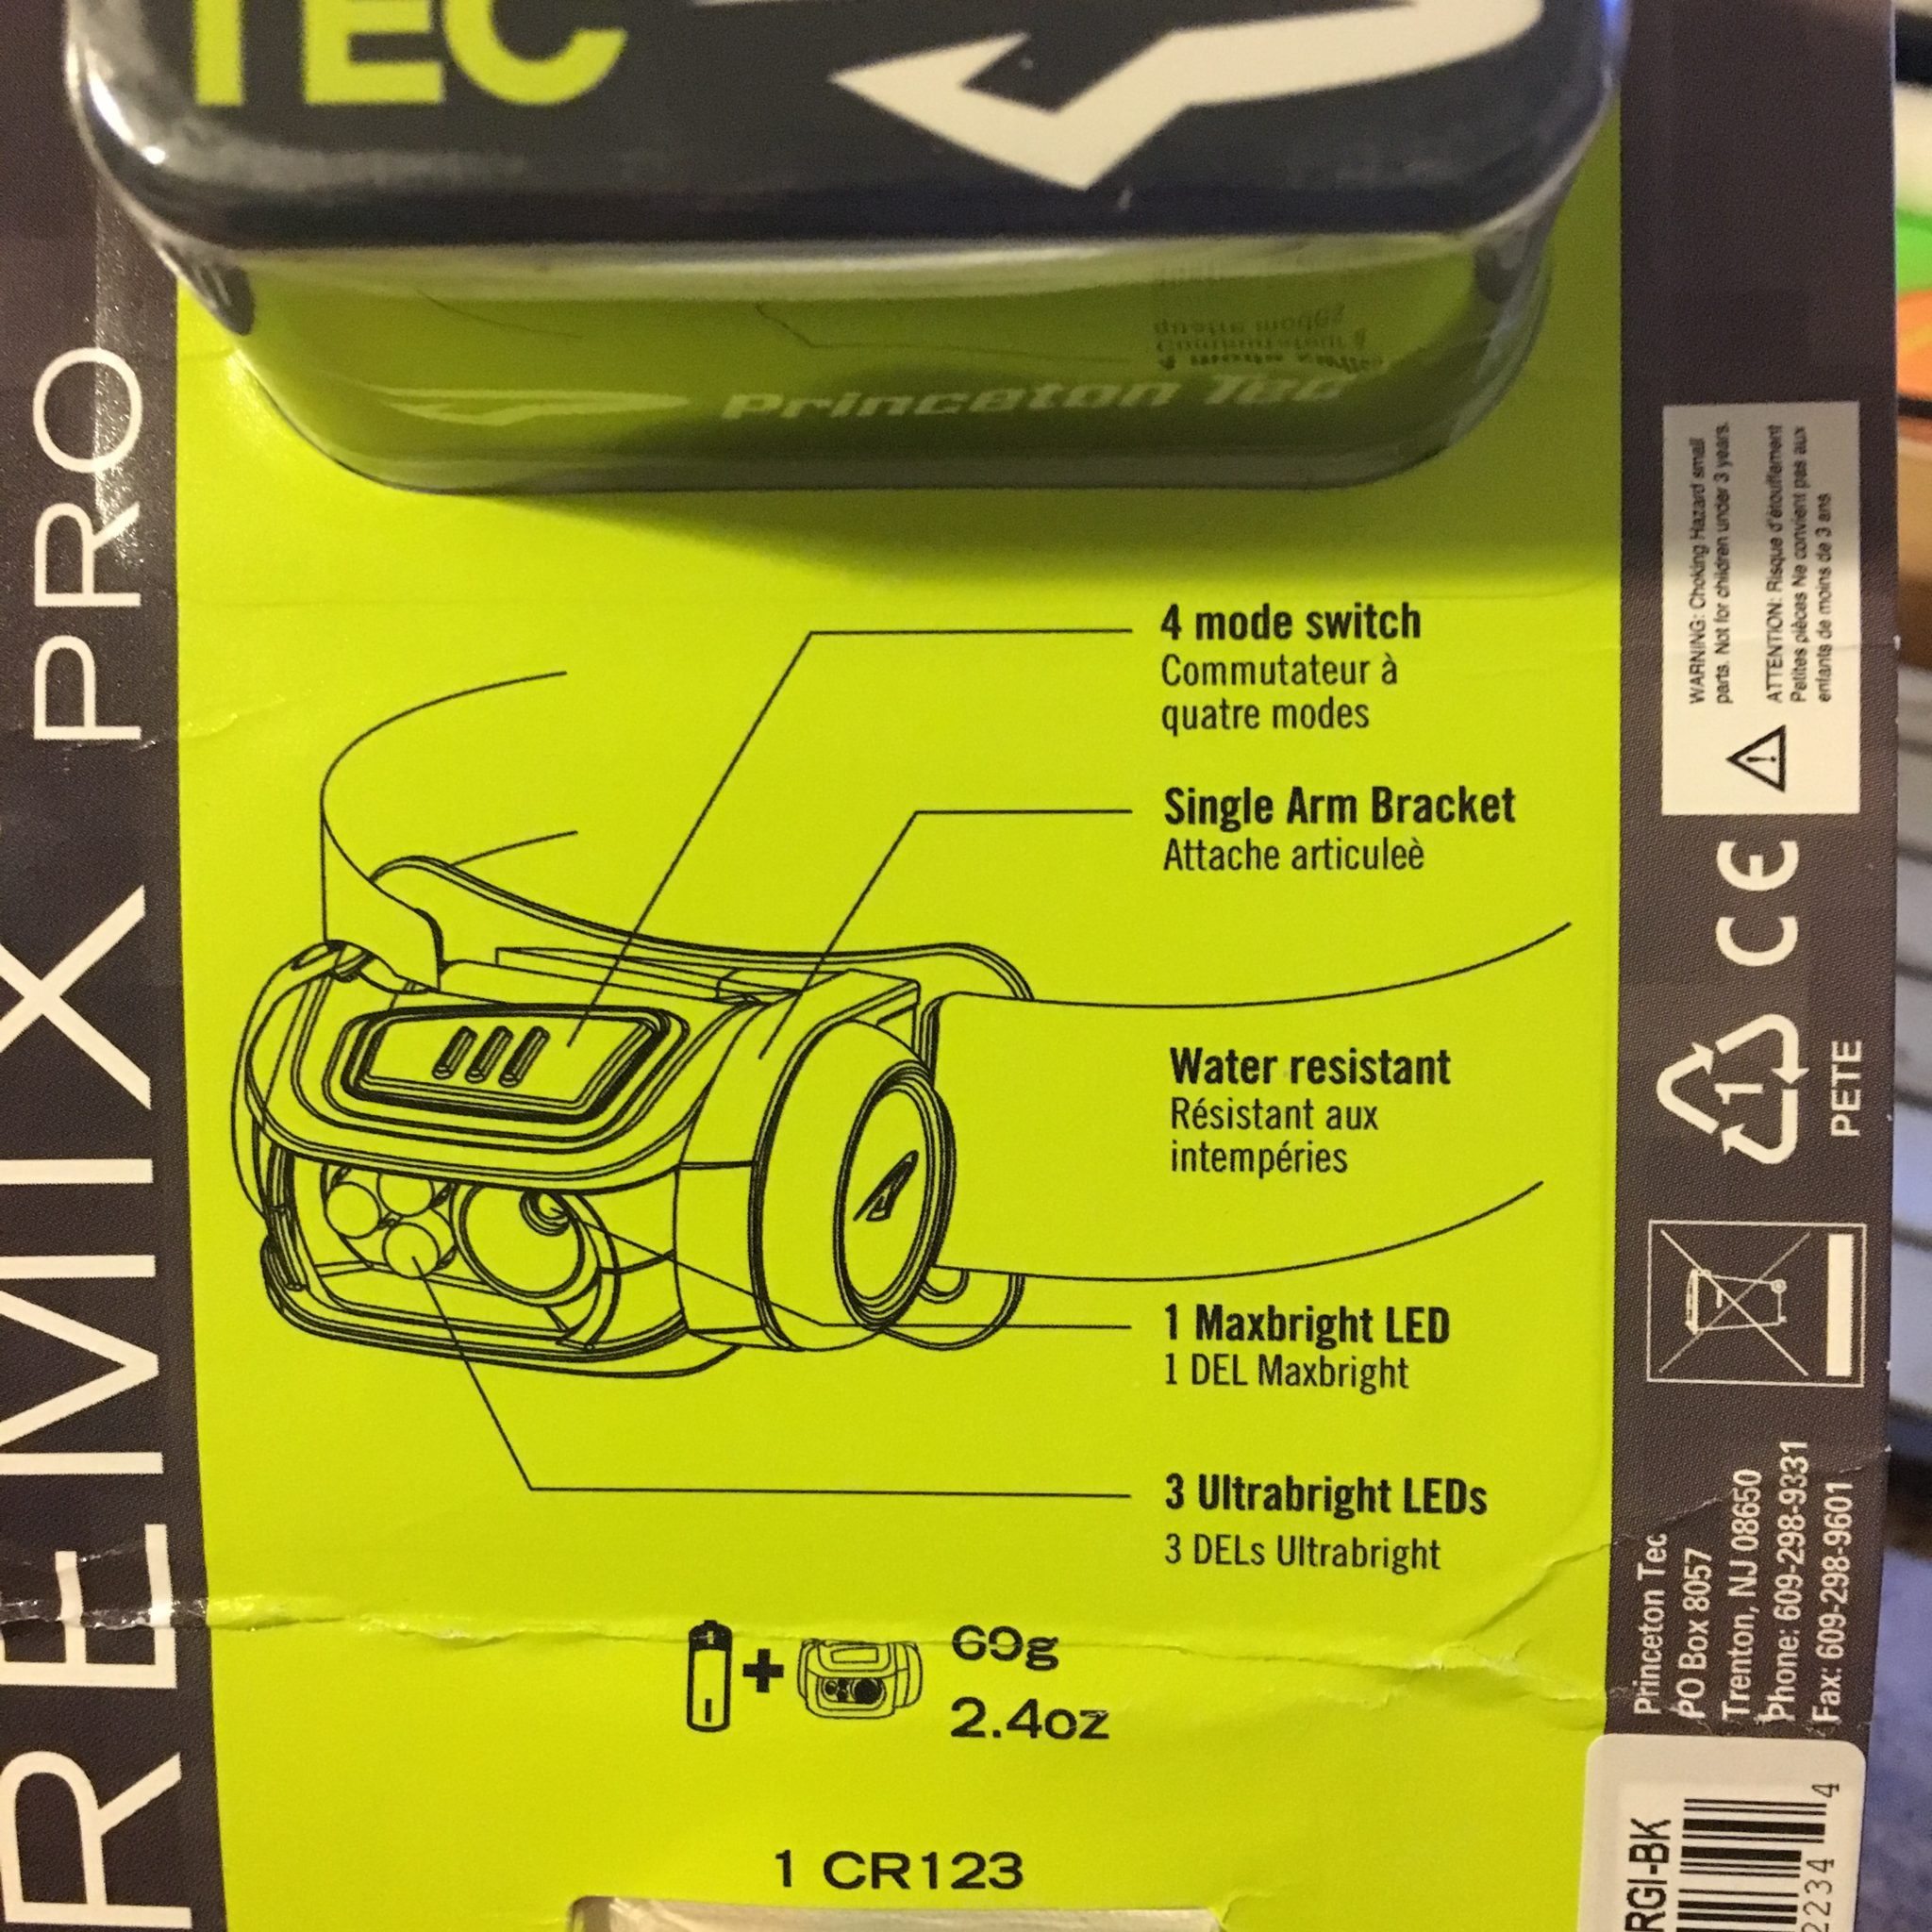 TEC
Princeton Tec
REMIX PRO
4 mode switch
Commutateur à
quatre modes
Single Arm Bracket
Attache articuleè
Water resistant
Résistant aux
intempéries
1 Maxbright LED
1 DEL Maxbright
3 Ultrabright LEDs
3 DELs Ultrabright
69g
2.4oz
1 CR123
WARNING: Choking Hazard small
parts. Not for children under 3 years.
ATTENTION: Risque d'étouffement
Petites pièces Ne convient pas aux
enfants de moins de 3 ans
CE
1
PETE
Princeton Tec
PO Box 8057
Trenton, NJ 08650
Phone: 609-298-9331
Fax: 609-298-9601
RGI-BK
2234 4